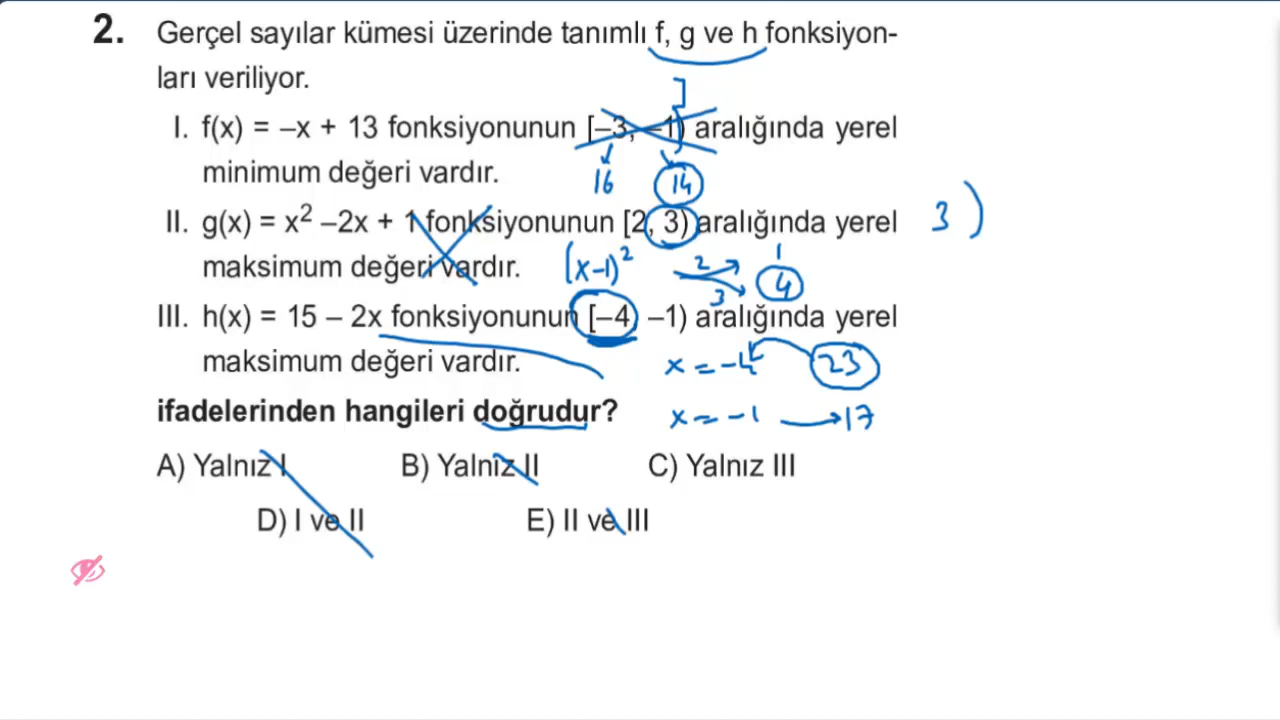 2. Gerçel sayılar kümesi üzerinde tanımlı f, g ve h fonksiyon-
ları veriliyor.
]
I. f(x) = –x + 13 fonksiyonunun [–3, –1) aralığında yerel
minimum değeri vardır.
16 14
II. g(x) = x² –2x + 1 fonksiyonunun [2, 3) aralığında yerel
3 )
maksimum değeri vardır.
(x–1)² 2 1
3 4
III. h(x) = 15 – 2x fonksiyonunun [–4, –1) aralığında yerel
maksimum değeri vardır.
x = –4 23
ifadelerinden hangileri doğrudur?
x = –1 → 17
A) Yalnız I B) Yalnız II C) Yalnız III
D) I ve II E) II ve III